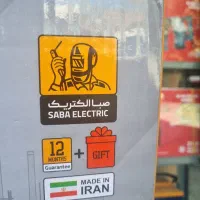 صبا الکتریک
SABA ELECTRIC
12
MONTHS
Guarantee
+
GIFT
MADE IN
IRAN